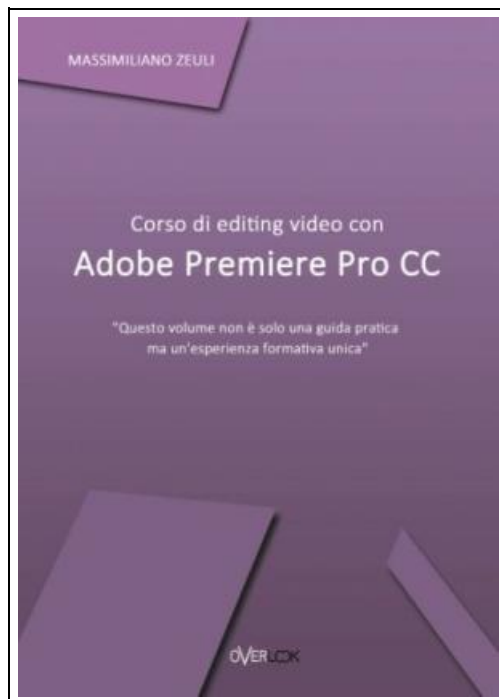 MASSIMILIANO ZEULI
Corso di editing video con
Adobe Premiere Pro CC
"Questo volume non è solo una guida pratica
ma un'esperienza formativa unica"
OVERLOOK